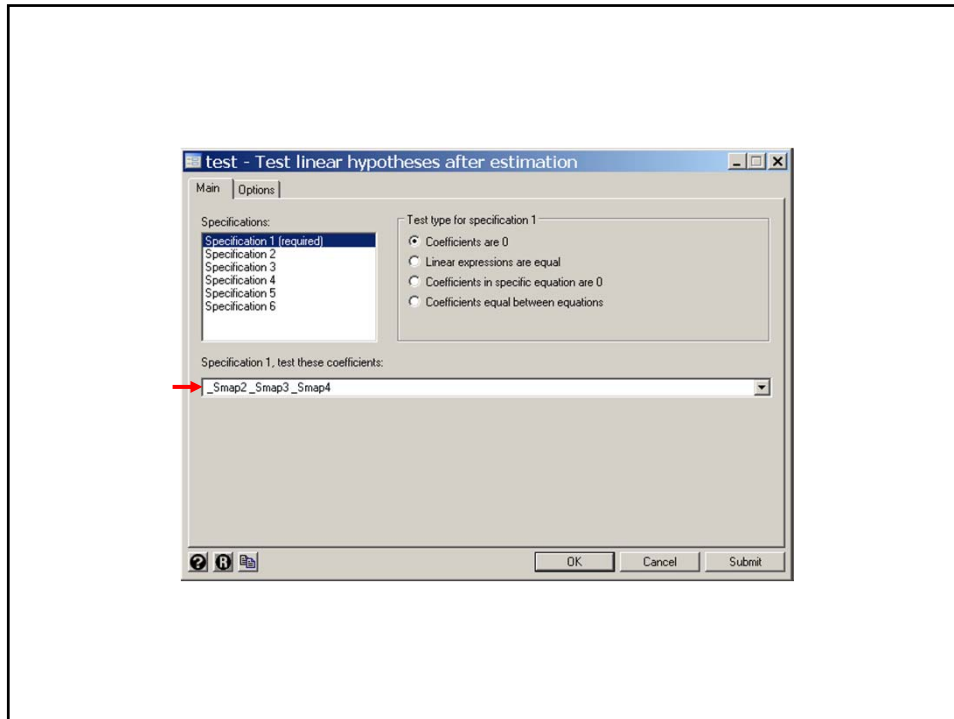 test - Test linear hypotheses after estimation
Main
Options
Specifications:
Specification 1 (required)
Specification 2
Specification 3
Specification 4
Specification 5
Specification 6
Test type for specification 1
Coefficients are 0
Linear expressions are equal
Coefficients in specific equation are 0
Coefficients equal between equations
Specification 1, test these coefficients:
_Smap2 _Smap3 _Smap4
OK
Cancel
Submit